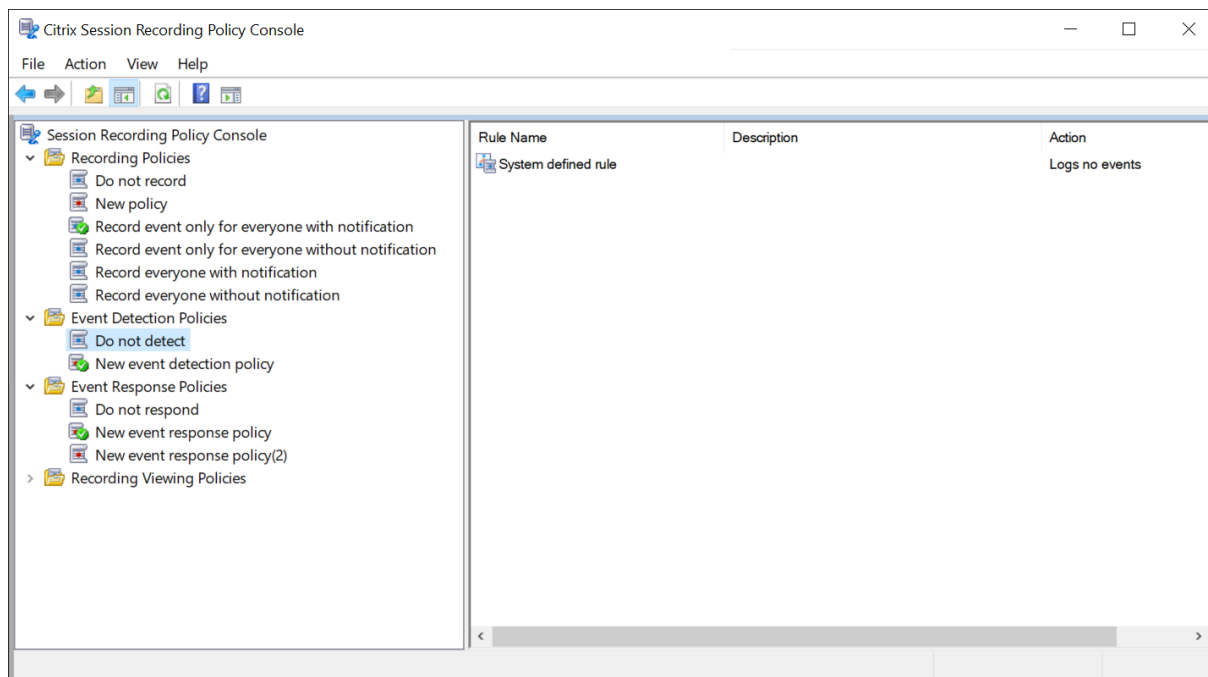 Citrix Session Recording Policy Console
File Action View Help
Session Recording Policy Console
Recording Policies
Do not record
New policy
Record event only for everyone with notification
Record event only for everyone without notification
Record everyone with notification
Record everyone without notification
Event Detection Policies
Do not detect
New event detection policy
Event Response Policies
Do not respond
New event response policy
New event response policy(2)
Recording Viewing Policies
Rule Name Description Action
System defined rule Logs no events